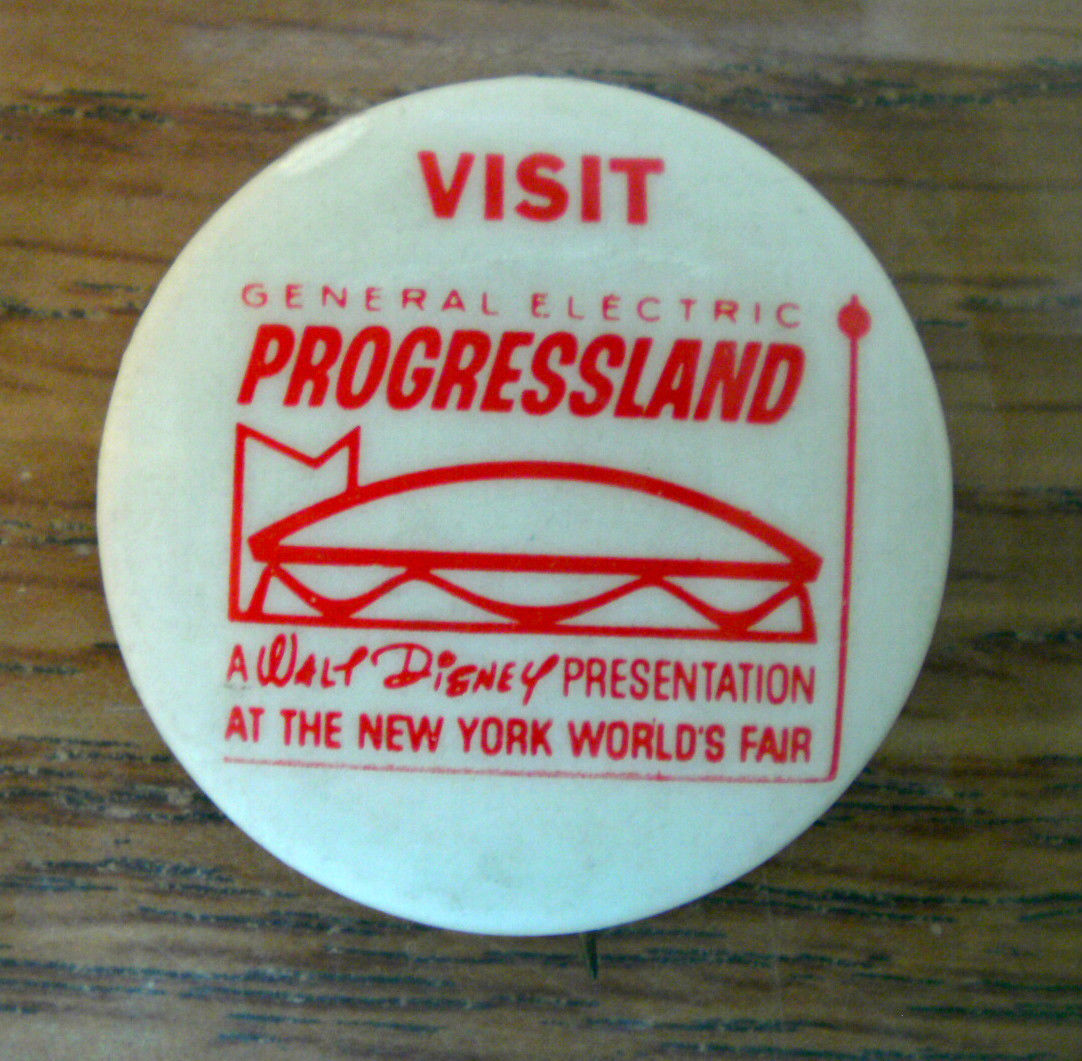 VISIT
GENERAL ELECTRIC
PROGRESSLAND
A WALT DISNEY PRESENTATION
AT THE NEW YORK WORLD'S FAIR